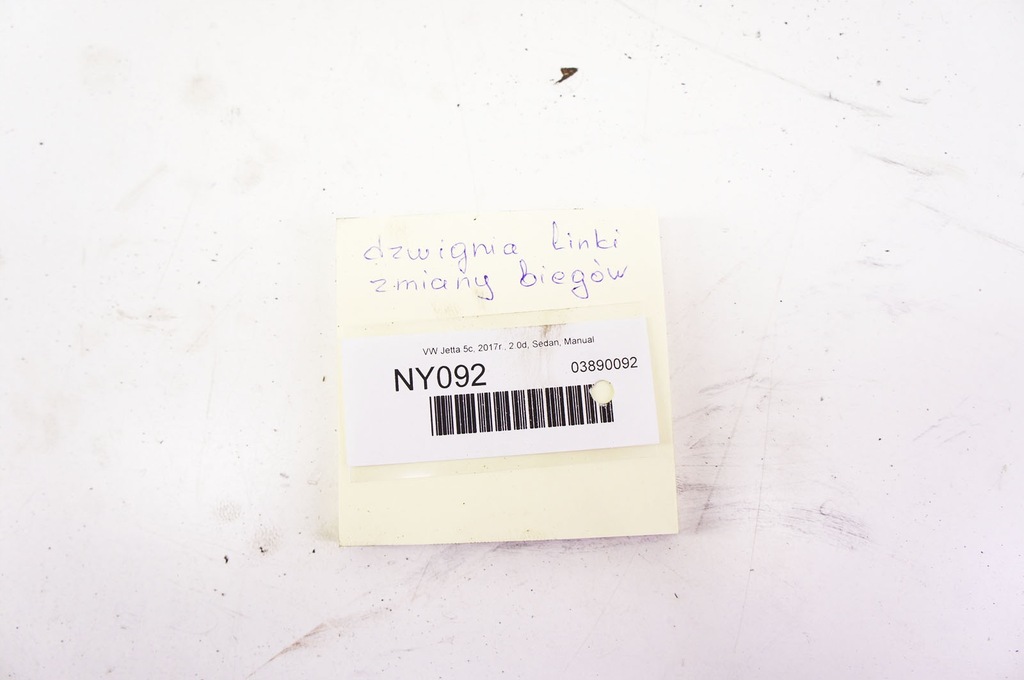 dzwignia linki
zmiany biegów
VW Jetta 5c, 2017r., 2.0d, Sedan, Manual
NY092
03890092